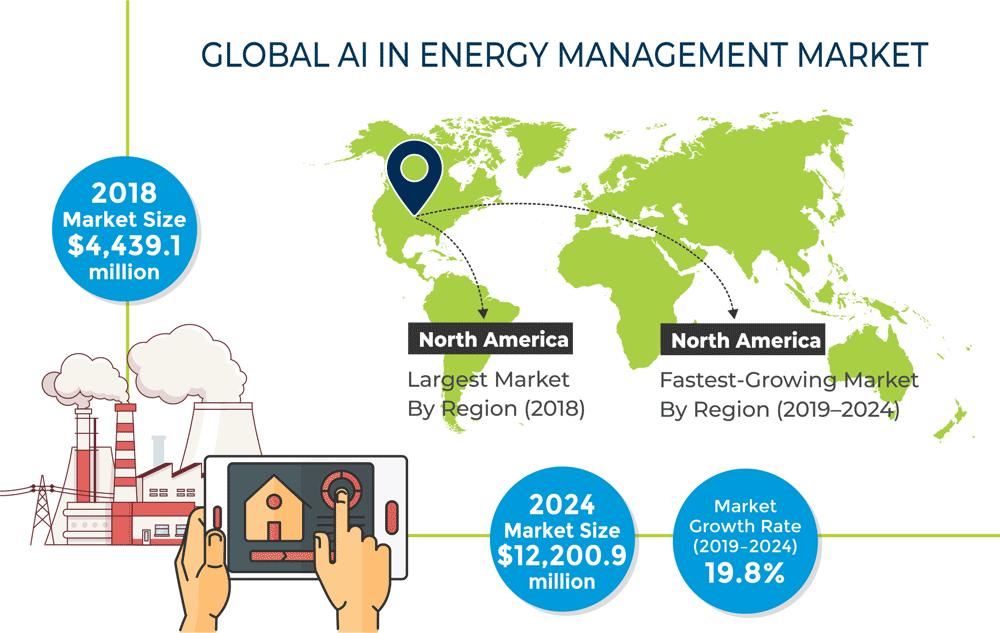 GLOBAL AI IN ENERGY MANAGEMENT MARKET
2018
Market Size
$4,439.1
million
North America
Largest Market
By Region (2018)
North America
Fastest-Growing Market
By Region (2019–2024)
2024
Market Size
$12,200.9
million
Market
Growth Rate
(2019–2024)
19.8%